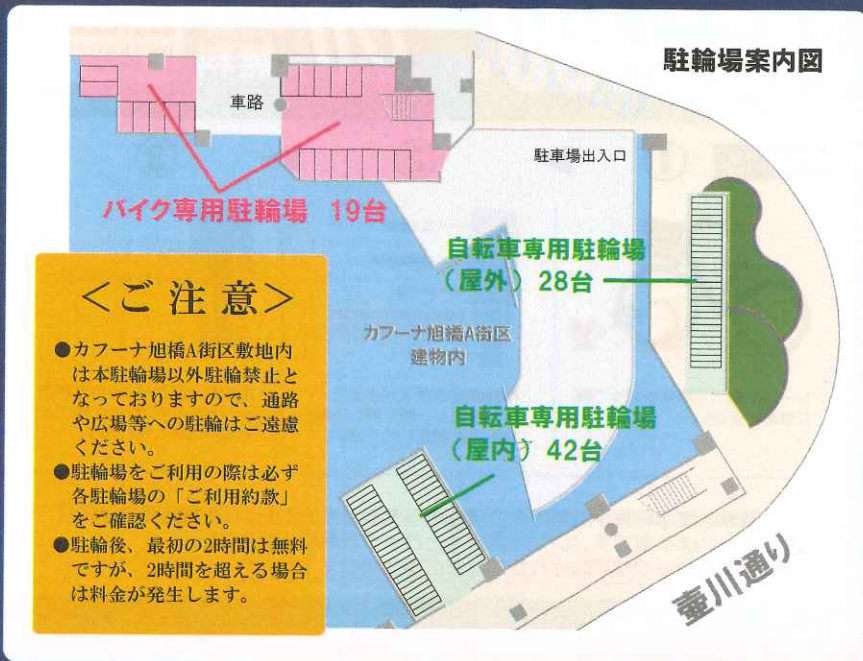 駐輪場案内図
車路
駐車場出入口
バイク専用駐輪場 19台
自転車専用駐輪場
(屋外) 28台
カフーナ旭橋A街区
建物内
自転車専用駐輪場
(屋内) 42台
壷川通り
<ご注意>
●カフーナ旭橋A街区敷地内
は本駐輪場以外駐輪禁止と
なっておりますので、通路
や広場等への駐輪はご遠慮
ください。
●駐輪場をご利用の際は必ず
各駐輪場の「ご利用約款」
をご確認ください。
●駐輪後、最初の2時間は無料
ですが、2時間を超える場合
は料金が発生します。